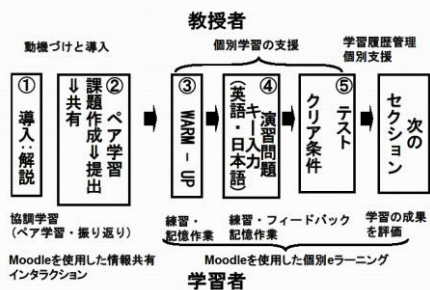 教授者
動機づけと導入
個別学習の支援
学習履歴管理
個別支援
①
導入:解説
② ペア学習
課題作成⇓提出
⇓共有
③
WARM-UP
④
演習問題
キー入力
(英語・日本語)
⑤ テスト
クリア条件
次の
セクション
協調学習
(ペア学習・振り返り)
練習・
記憶作業
練習・フィードバック
記憶作業
学習の成果
を評価
Moodleを使用した情報共有
インタラクション
Moodleを使用した個別eラーニング
学習者